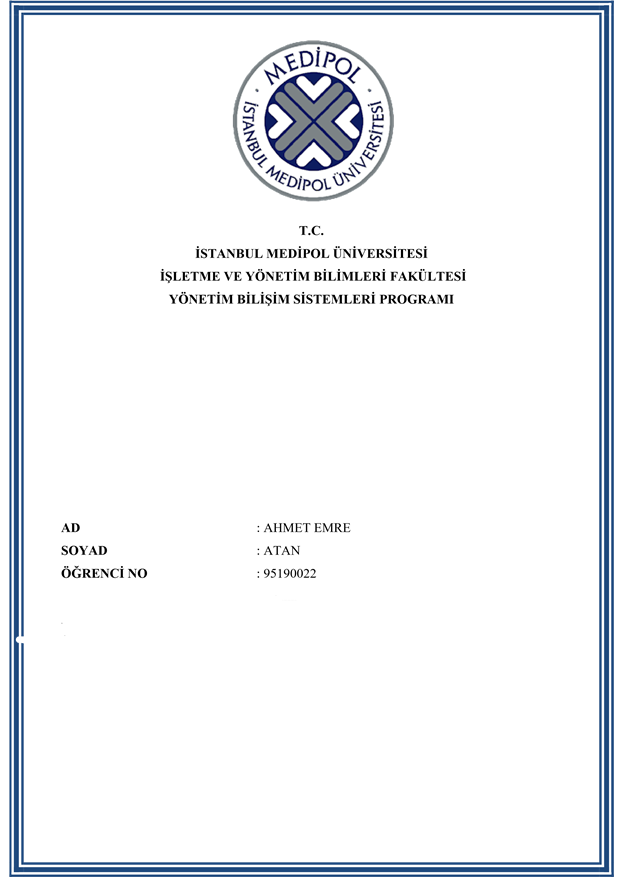 MEDİPOL
İSTANBUL MEDİPOL ÜNİVERSİTESİ
T.C.
İSTANBUL MEDİPOL ÜNİVERSİTESİ
İŞLETME VE YÖNETİM BİLİMLERİ FAKÜLTESİ
YÖNETİM BİLİŞİM SİSTEMLERİ PROGRAMI
AD : AHMET EMRE
SOYAD : ATAN
ÖĞRENCİ NO : 95190022